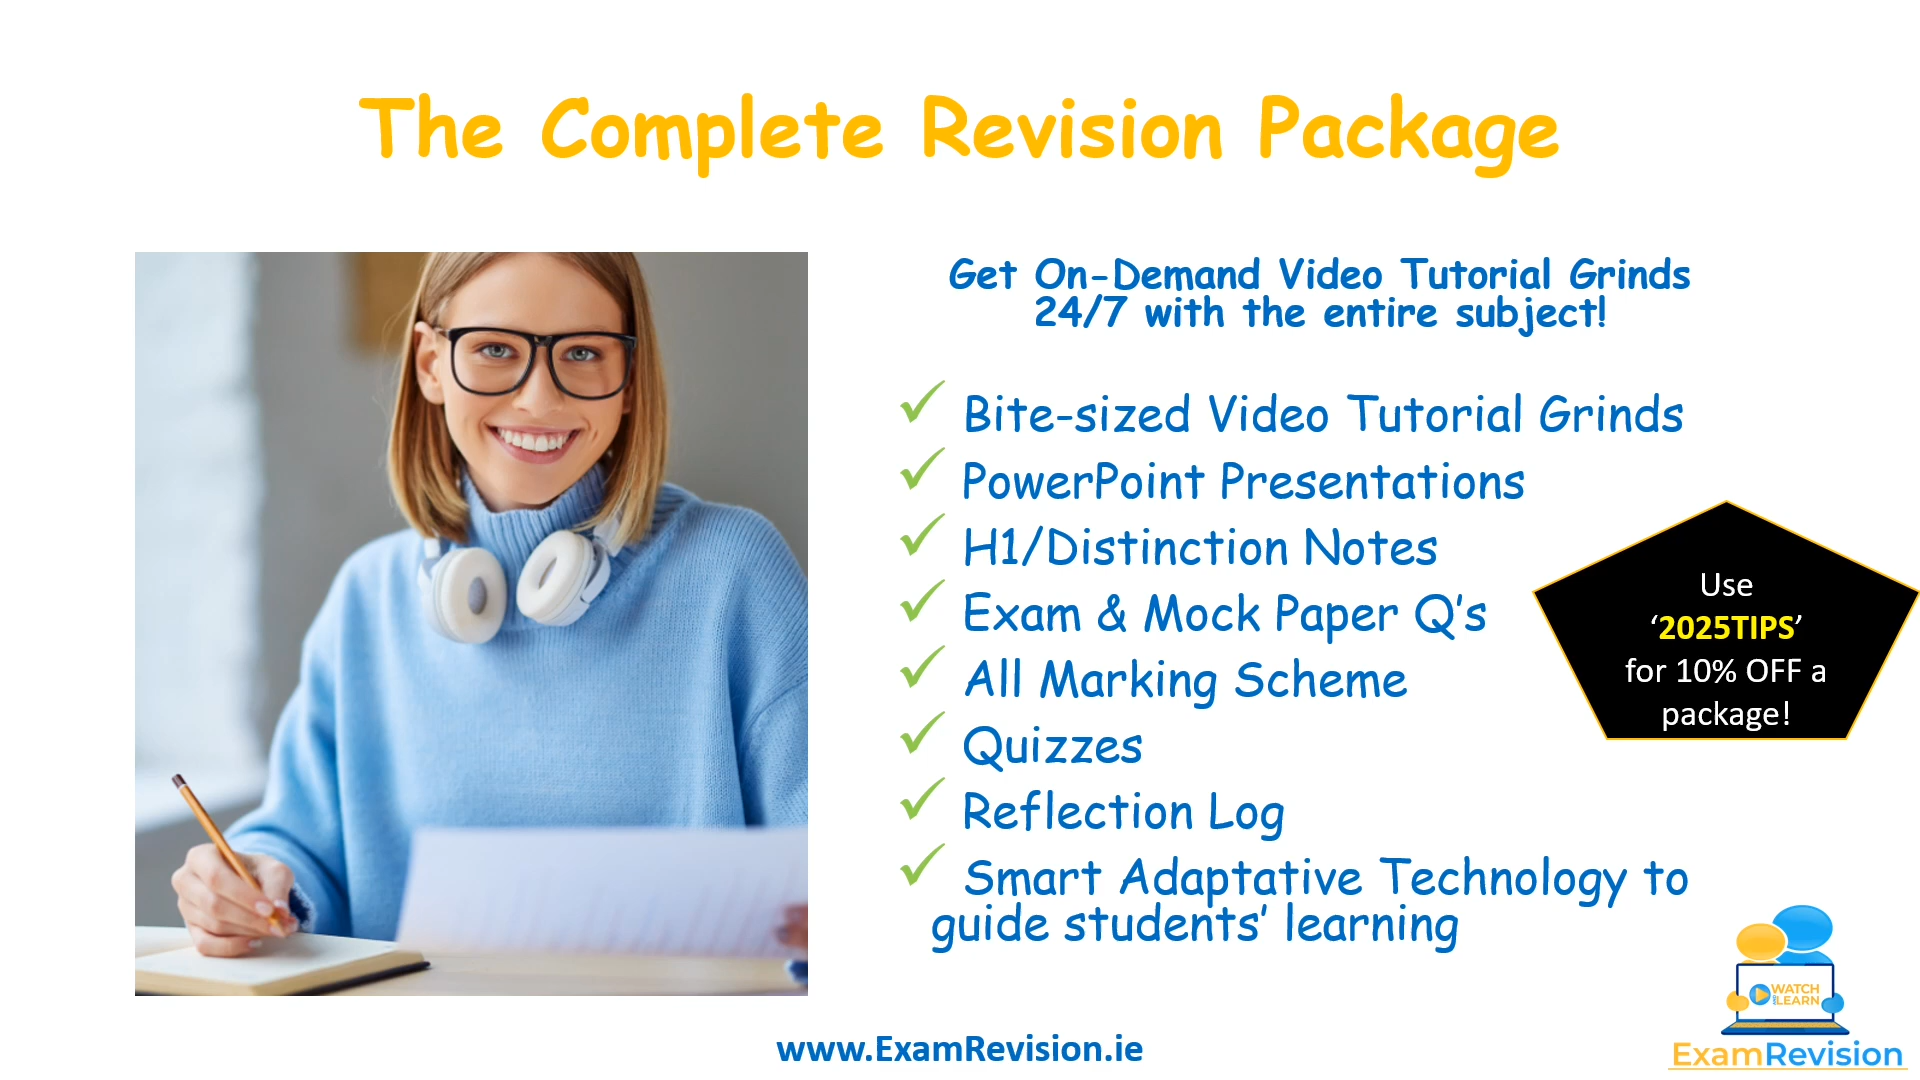 The Complete Revision Package
Get On-Demand Video Tutorial Grinds
24/7 with the entire subject!
Bite-sized Video Tutorial Grinds
PowerPoint Presentations
H1/Distinction Notes
Exam & Mock Paper Q’s
All Marking Scheme
Quizzes
Reflection Log
Smart Adaptative Technology to
guide students’ learning
Use
‘2025TIPS’
for 10% OFF a
package!
WATCH
AND LEARN
ExamRevision
www.ExamRevision.ie